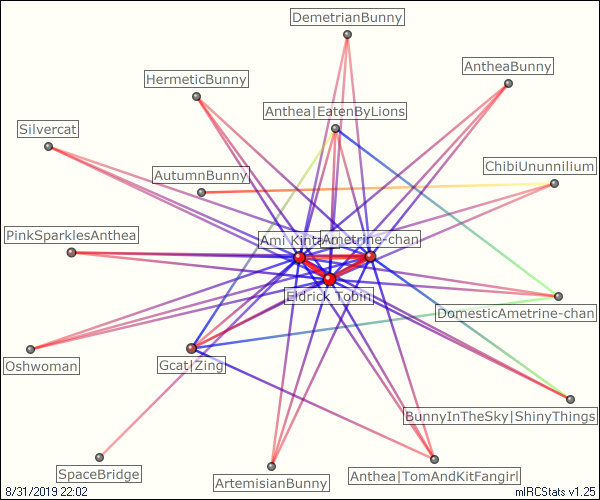 DemetrianBunny
AntheaBunny
HermeticBunny
Anthea|EatenByLions
Silvercat
ChibiUnunnilium
AutumnBunny
PinkSparklesAnthea
Ami Kinta
Ametrine-chan
Eldrick Tobin
DomesticAmetrine-chan
Oshwoman
Gcat|Zing
BunnyInTheSky|ShinyThings
SpaceBridge
Anthea|TomAndKitFangirl
ArtemisianBunny
8/31/2019 22:02
mIRCStats v1.25